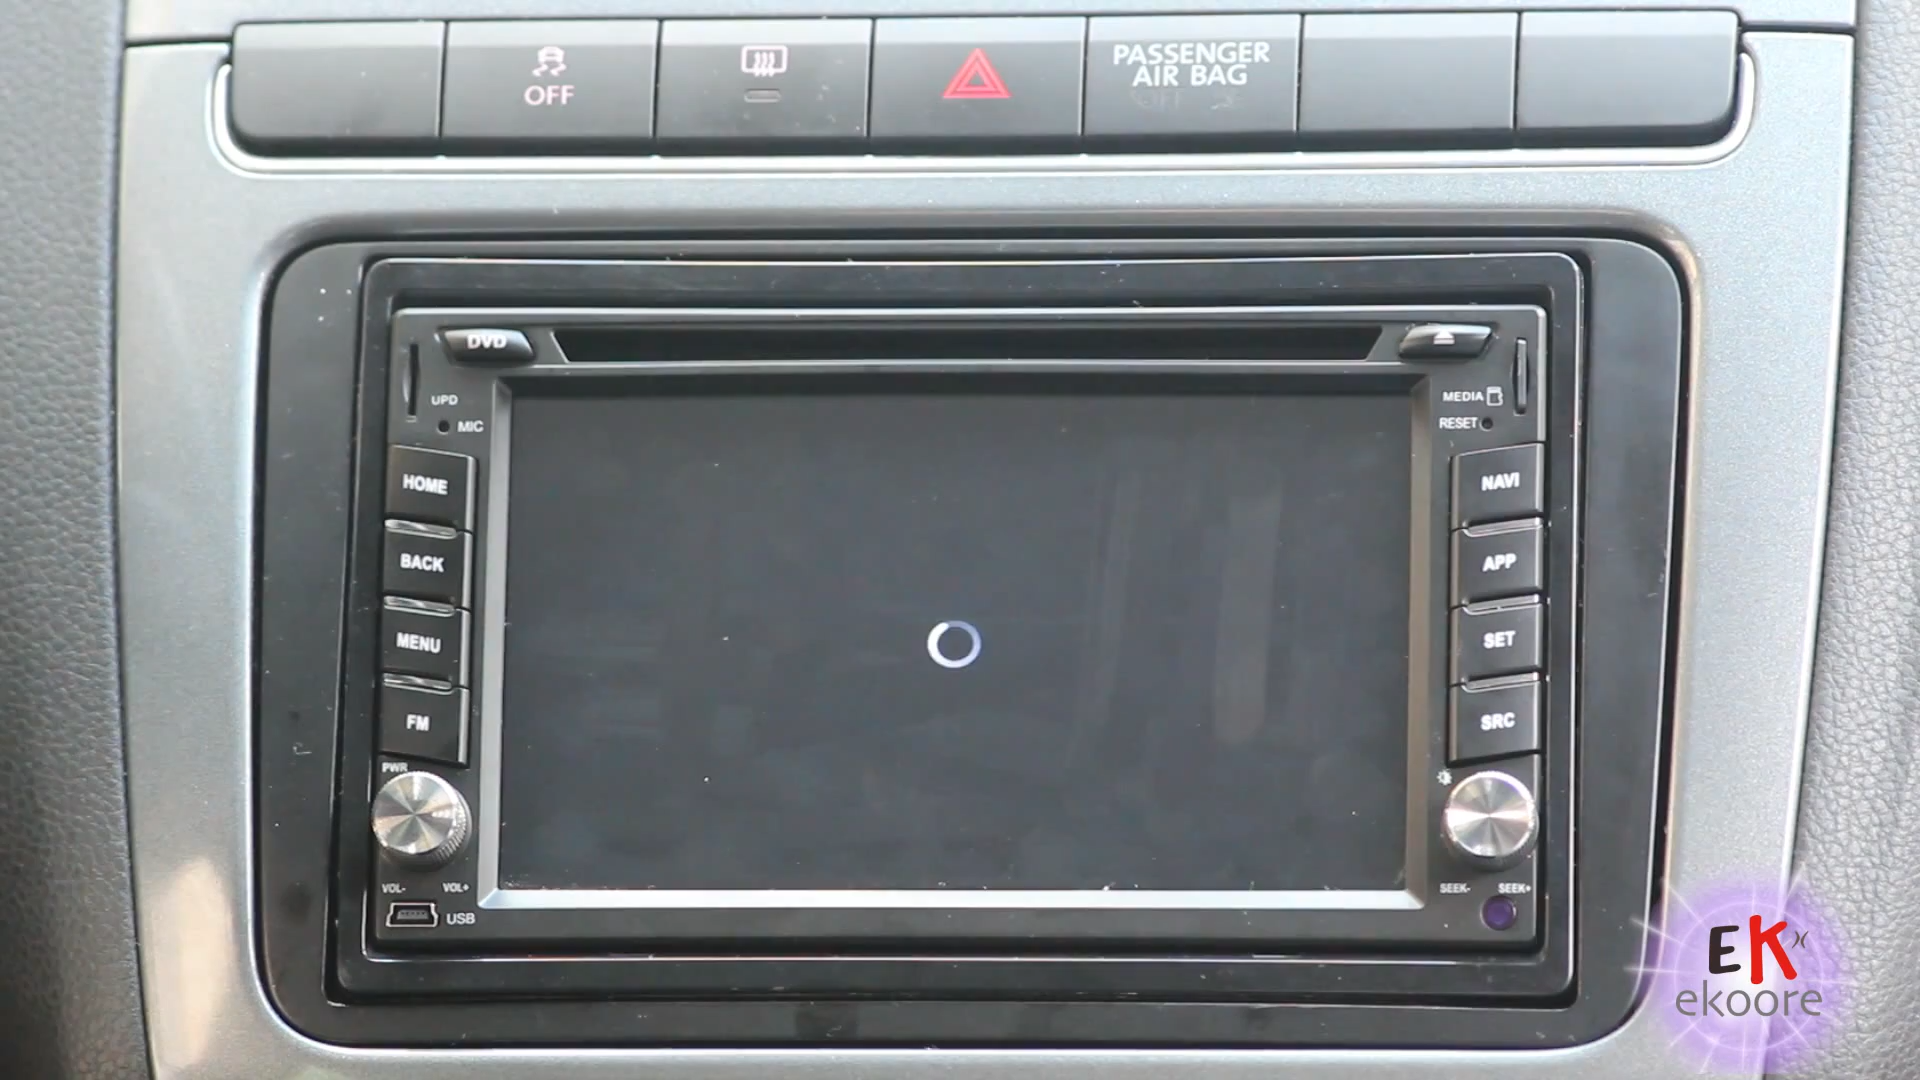 OFF
PASSENGER
AIR BAG
DVD
UPD
MIC
MEDIA
RESET
HOME
NAVI
BACK
APP
MENU
SET
FM
SRC
PWR
VOL-
VOL+
SEEK-
SEEK+
USB
EK
ekoore